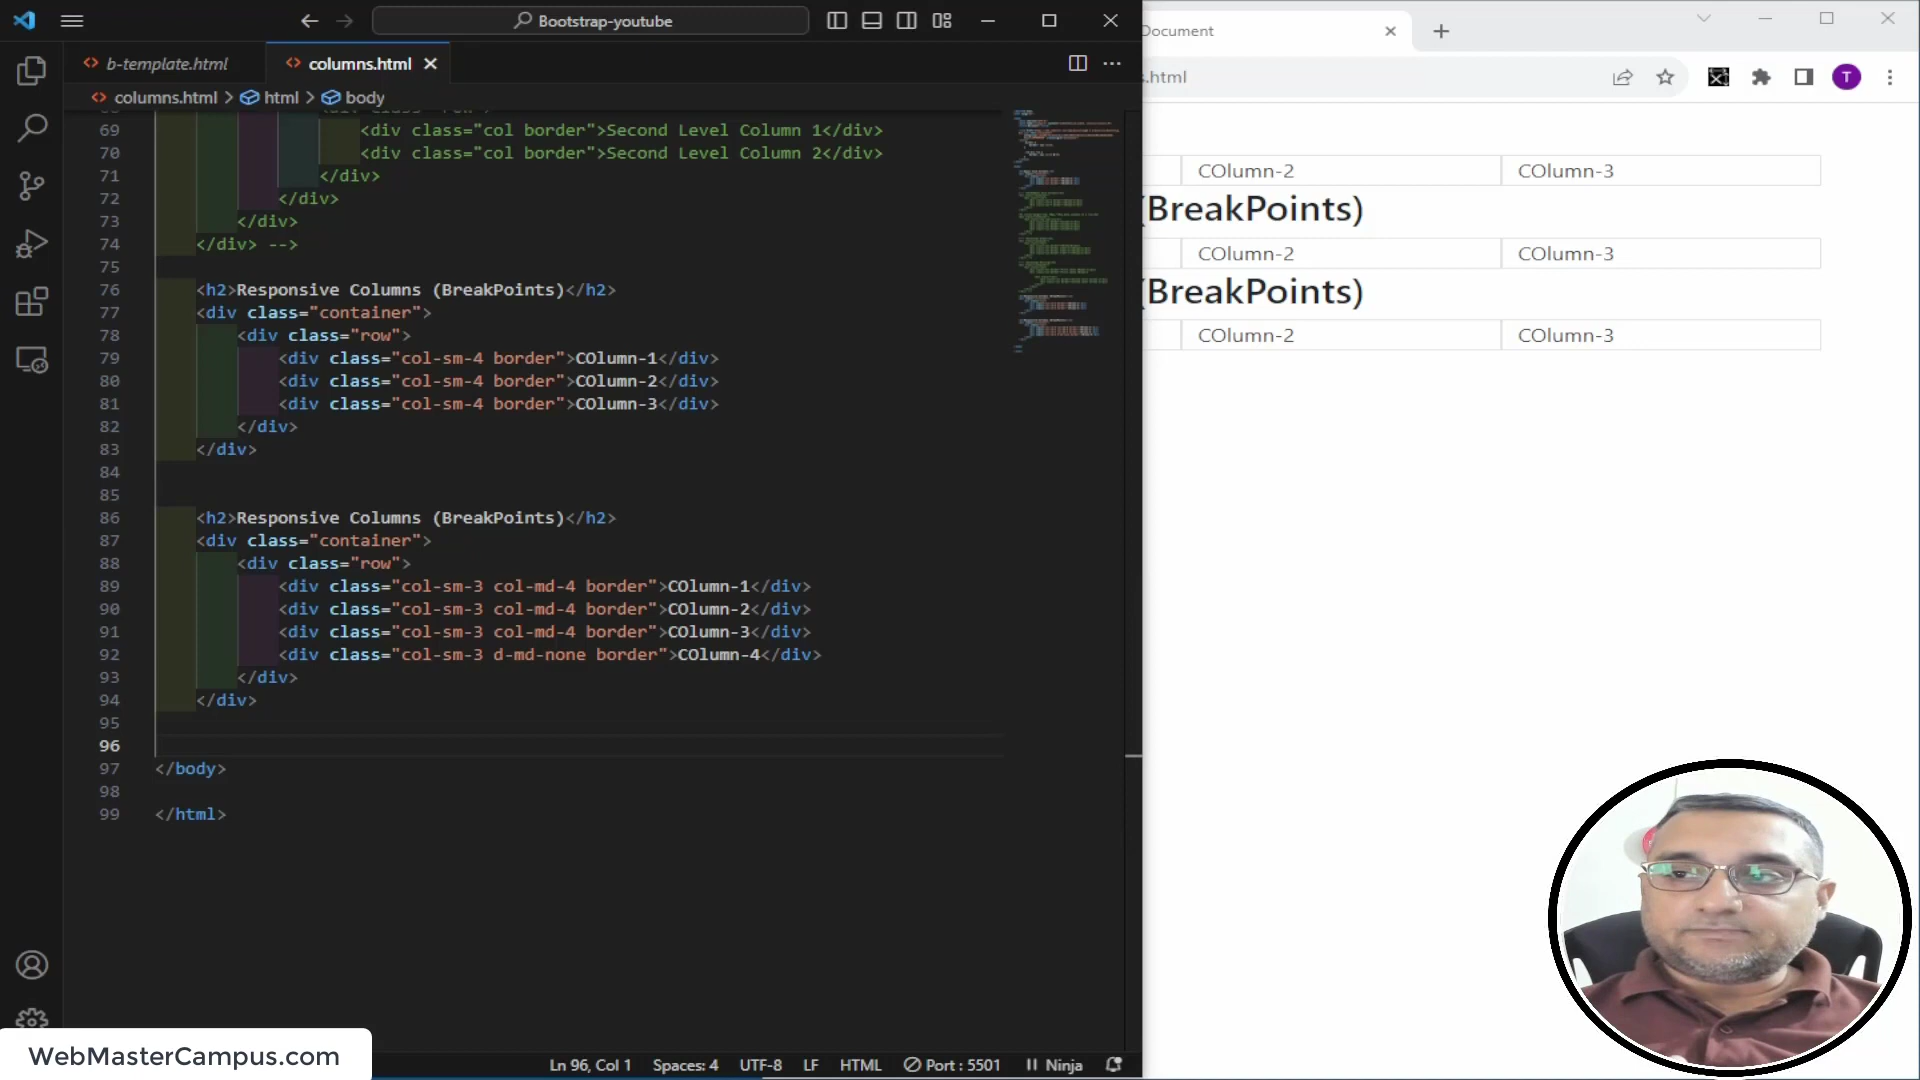 Bootstrap-youtube
Document
b-template.html
columns.html
.html
T
columns.html > html > body
69 <div class="col border">Second Level Column 1</div>
70 <div class="col border">Second Level Column 2</div>
71 </div>
72 </div>
73 </div>
74 </div> -->
75
76 <h2>Responsive Columns (BreakPoints)</h2>
77 <div class="container">
78 <div class="row">
79 <div class="col-sm-4 border">COlumn-1</div>
80 <div class="col-sm-4 border">COlumn-2</div>
81 <div class="col-sm-4 border">COlumn-3</div>
82 </div>
83 </div>
84
85
86 <h2>Responsive Columns (BreakPoints)</h2>
87 <div class="container">
88 <div class="row">
89 <div class="col-sm-3 col-md-4 border">COlumn-1</div>
90 <div class="col-sm-3 col-md-4 border">COlumn-2</div>
91 <div class="col-sm-3 col-md-4 border">COlumn-3</div>
92 <div class="col-sm-3 d-md-none border">COlumn-4</div>
93 </div>
94 </div>
95
96
97 </body>
98
99 </html>
COlumn-2 COlumn-3
(BreakPoints)
COlumn-2 COlumn-3
(BreakPoints)
COlumn-2 COlumn-3
WebMasterCampus.com
Ln 96, Col 1 Spaces: 4 UTF-8 LF HTML Port : 5501 Ninja